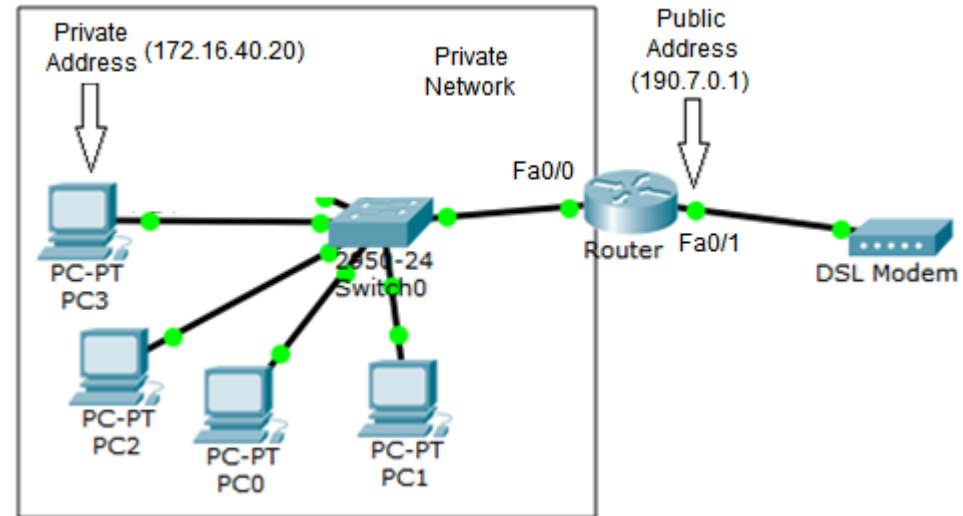 Private
Address (172.16.40.20)
Private
Network
Public
Address
(190.7.0.1)
Fa0/0
Router
Fa0/1
DSL Modem
2950-24
Switch0
PC-PT
PC3
PC-PT
PC2
PC-PT
PC0
PC-PT
PC1